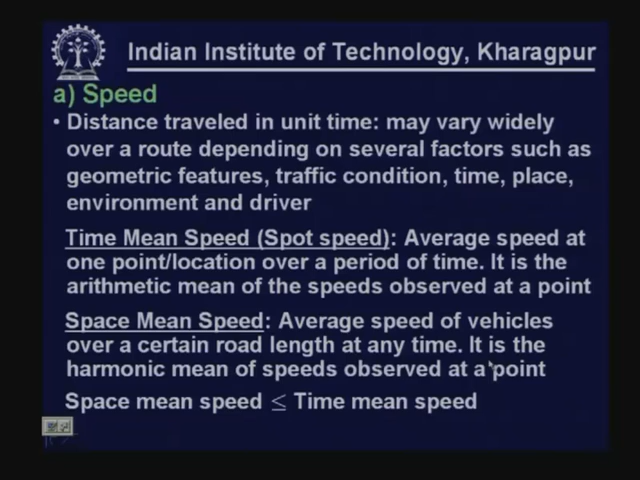 Indian Institute of Technology, Kharagpur
a) Speed
• Distance traveled in unit time: may vary widely
over a route depending on several factors such as
geometric features, traffic condition, time, place,
environment and driver
Time Mean Speed (Spot speed): Average speed at
one point/location over a period of time. It is the
arithmetic mean of the speeds observed at a point
Space Mean Speed: Average speed of vehicles
over a certain road length at any time. It is the
harmonic mean of speeds observed at a point
Space mean speed ≤ Time mean speed